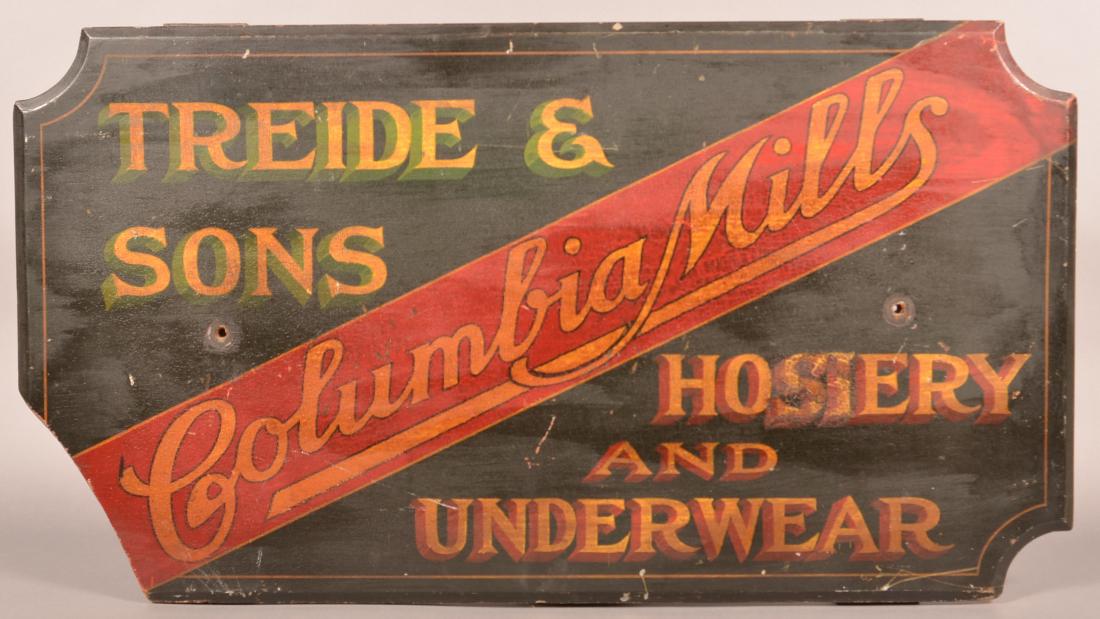 TREIDE &
SONS
Columbia Mills
HOSIERY
AND
UNDERWEAR